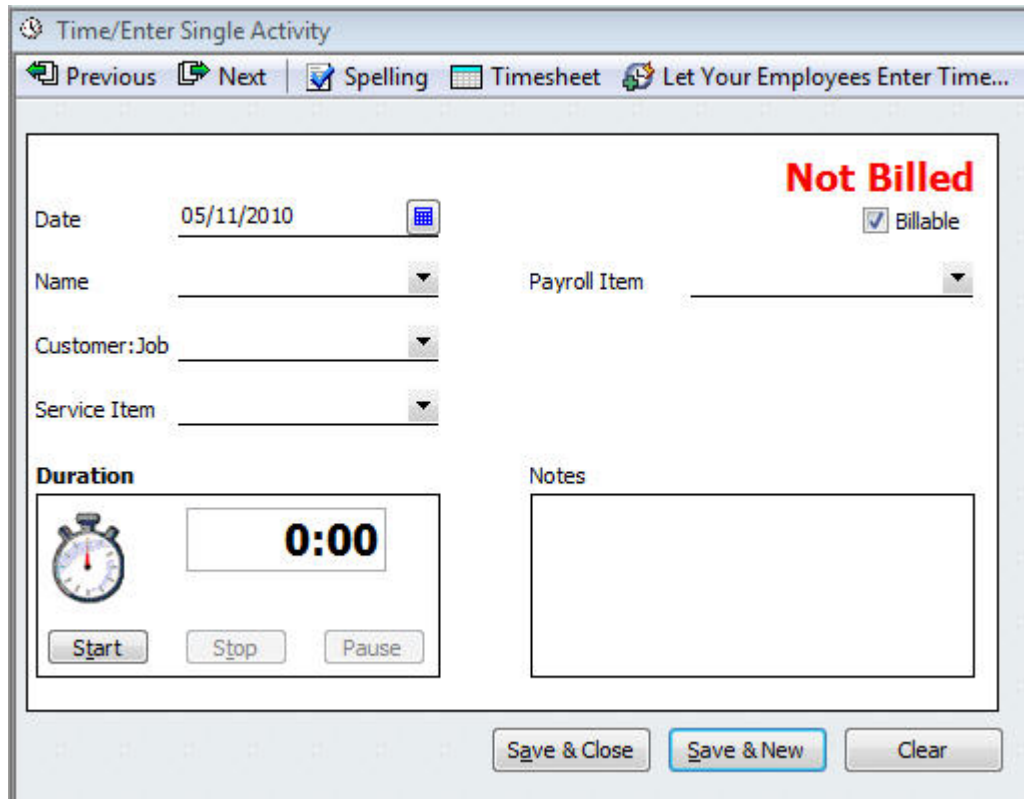 Time/Enter Single Activity
Previous Next Spelling Timesheet Let Your Employees Enter Time...
Not Billed
Date 05/11/2010 Billable
Name Payroll Item
Customer:Job
Service Item
Duration Notes
0:00
Start Stop Pause
Save & Close Save & New Clear